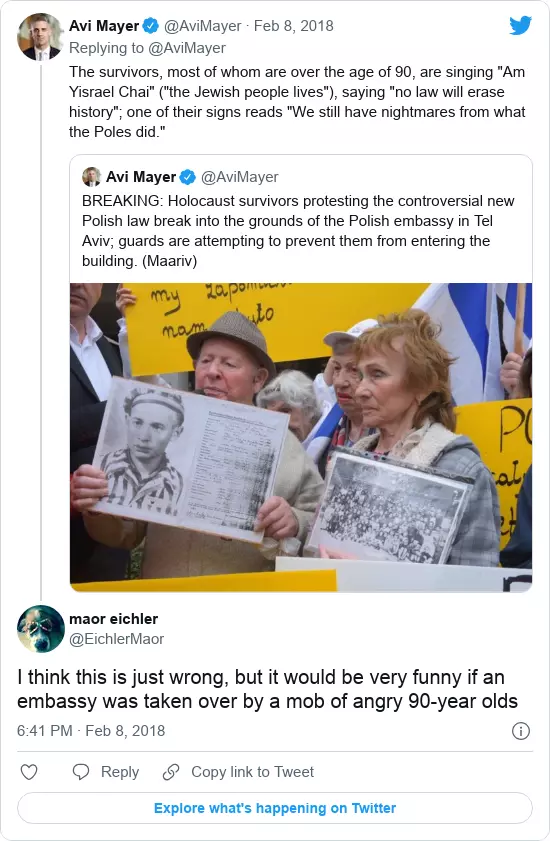 Avi Mayer @AviMayer · Feb 8, 2018
Replying to @AviMayer
The survivors, most of whom are over the age of 90, are singing "Am
Yisrael Chai" ("the Jewish people lives"), saying "no law will erase
history"; one of their signs reads "We still have nightmares from what
the Poles did."
Avi Mayer @AviMayer
BREAKING: Holocaust survivors protesting the controversial new
Polish law break into the grounds of the Polish embassy in Tel
Aviv; guards are attempting to prevent them from entering the
building. (Maariv)
my
nam
maor eichler
@EichlerMaor
I think this is just wrong, but it would be very funny if an
embassy was taken over by a mob of angry 90-year olds
6:41 PM · Feb 8, 2018
Reply Copy link to Tweet
Explore what's happening on Twitter